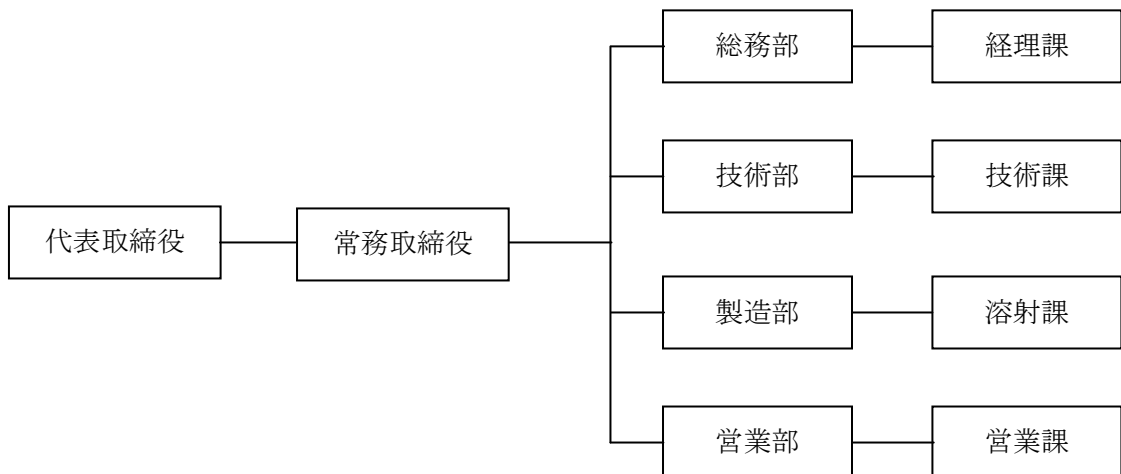 総務部
経理課
技術部
技術課
代表取締役
常務取締役
製造部
溶射課
営業部
営業課